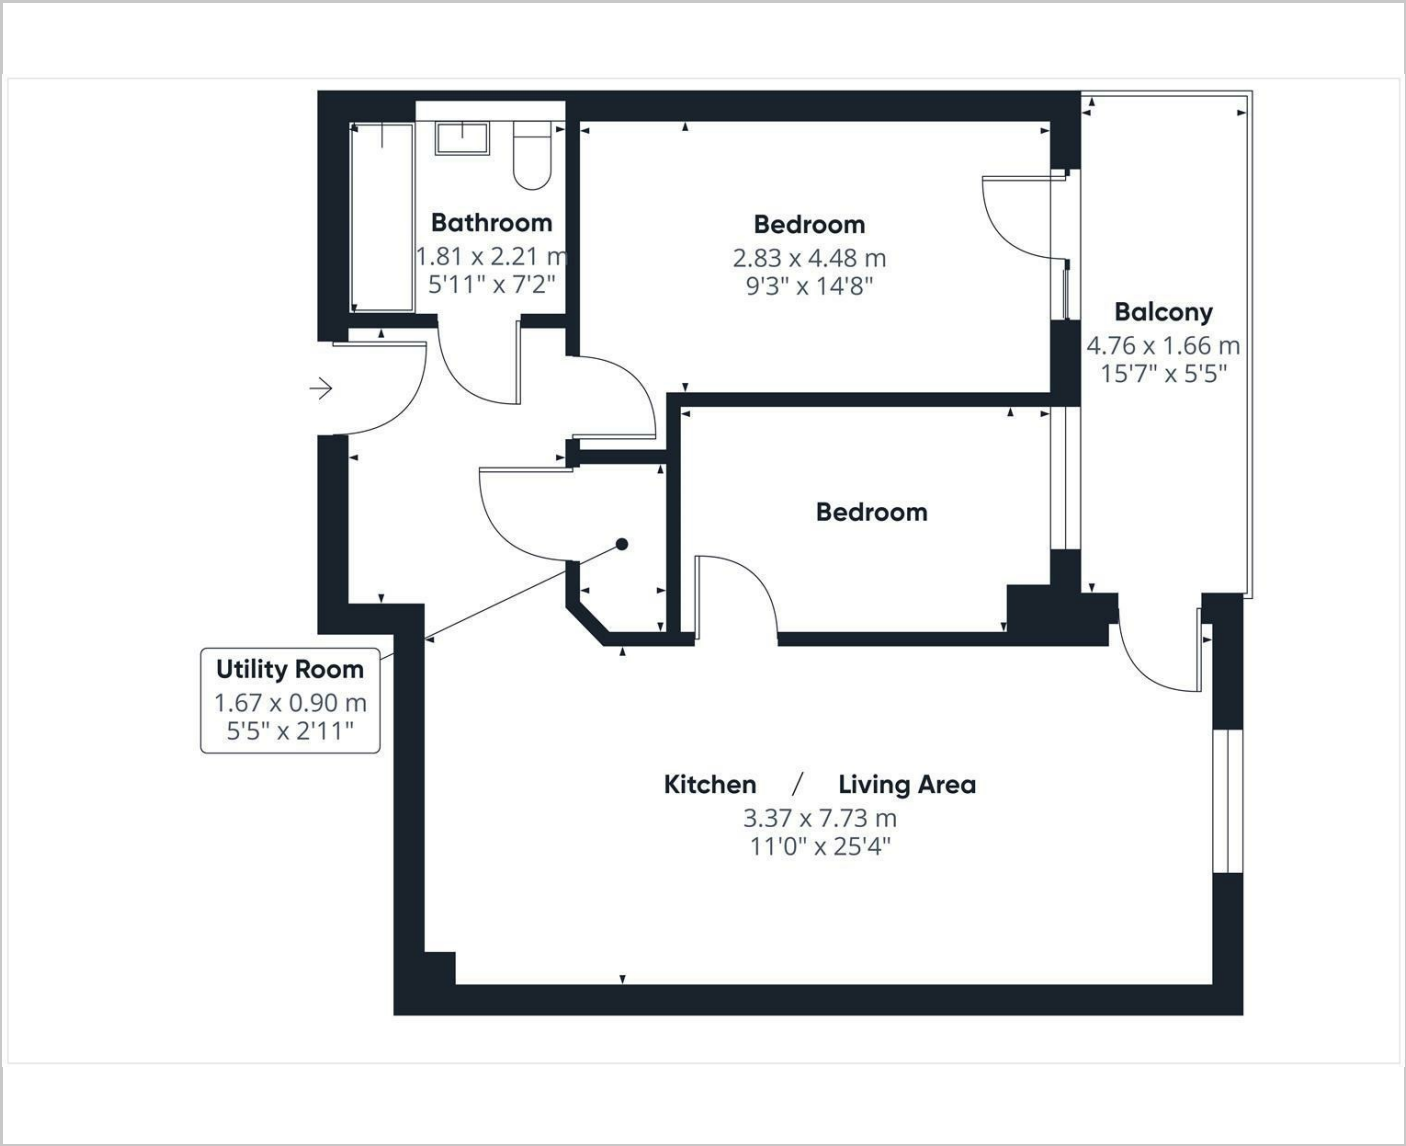 Bathroom
1.81 x 2.21 m
5'11" x 7'2"
Bedroom
2.83 x 4.48 m
9'3" x 14'8"
Balcony
4.76 x 1.66 m
15'7" x 5'5"
Bedroom
Utility Room
1.67 x 0.90 m
5'5" x 2'11"
Kitchen / Living Area
3.37 x 7.73 m
11'0" x 25'4"